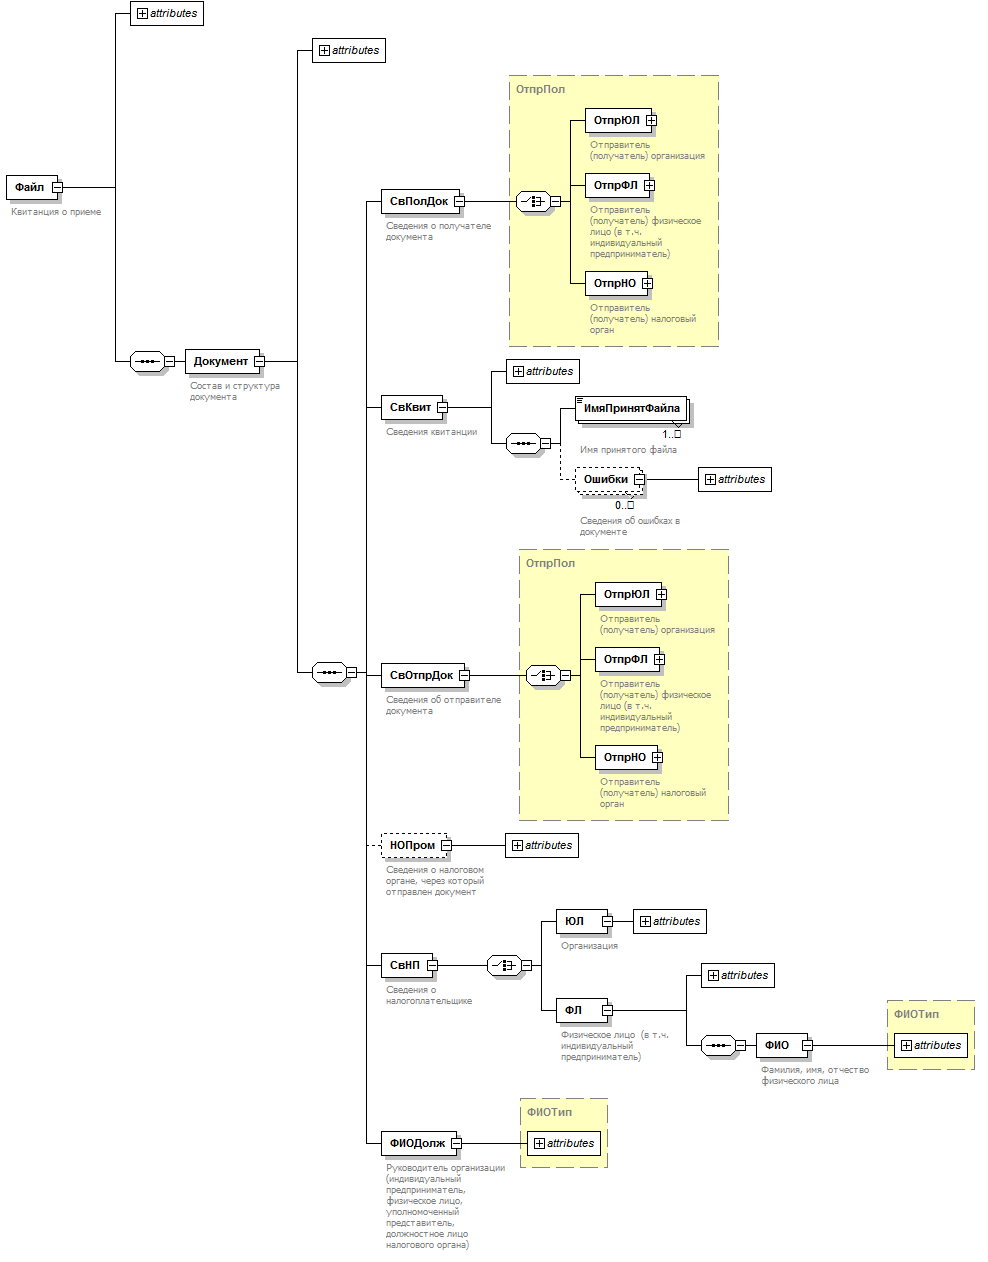 attributes
attributes
Файл
Квитанция о приеме
ОтпрПол
ОтпрЮЛ
Отправитель
(получатель) организация
ОтпрФЛ
Отправитель
(получатель) физическое
лицо (в т.ч.
индивидуальный
предприниматель)
ОтпрНО
Отправитель
(получатель) налоговый
орган
СвПолДок
Сведения о получателе
документа
Документ
Состав и структура
документа
attributes
СвКвит
Сведения квитанции
ИмяПринятФайла
1..□
Имя принятого файла
Ошибки
0..□
Сведения об ошибках в
документе
attributes
ОтпрПол
ОтпрЮЛ
Отправитель
(получатель) организация
ОтпрФЛ
Отправитель
(получатель) физическое
лицо (в т.ч.
индивидуальный
предприниматель)
ОтпрНО
Отправитель
(получатель) налоговый
орган
СвОтпрДок
Сведения об отправителе
документа
НОПром
Сведения о налоговом
органе, через который
отправлен документ
attributes
ЮЛ
Организация
attributes
СвНП
Сведения о
налогоплательщике
ФЛ
Физическое лицо (в т.ч.
индивидуальный
предприниматель)
attributes
ФИО
Фамилия, имя, отчество
физического лица
ФИОТип
attributes
ФИОДолж
Руководитель организации
(индивидуальный
предприниматель,
физическое лицо,
уполномоченный
представитель,
должностное лицо
налогового органа)
ФИОТип
attributes